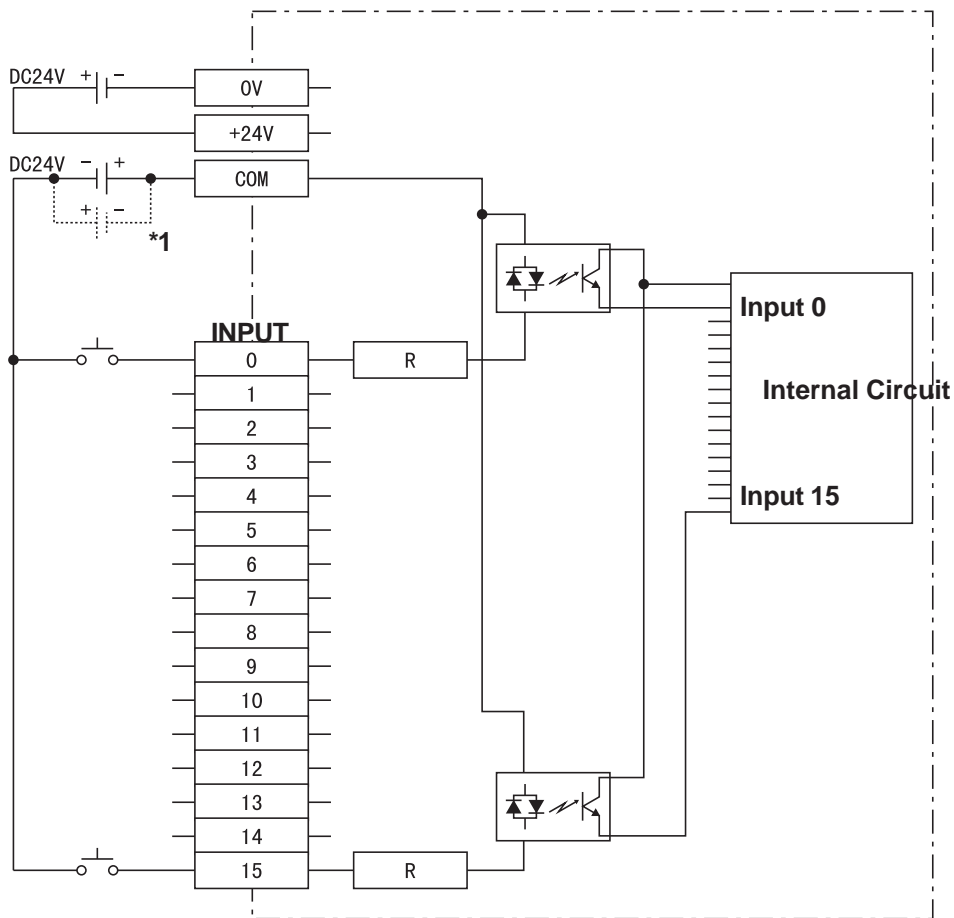 DC24V + - 0V
+24V
DC24V - + COM
+ -
*1
INPUT
0 R
Input 0
1
Internal Circuit
2
3
4
Input 15
5
6
7
8
9
10
11
12
13
14
15 R